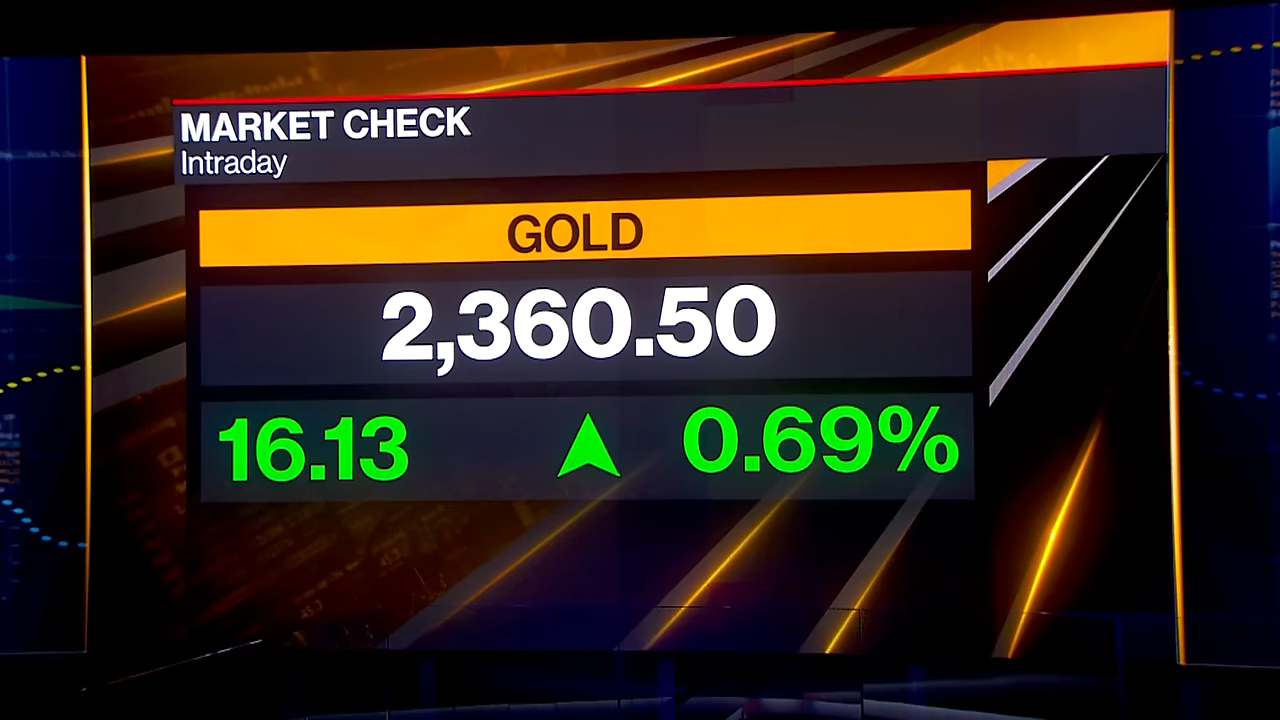 MARKET CHECK
Intraday
GOLD
2,360.50
16.13 ▲ 0.69%